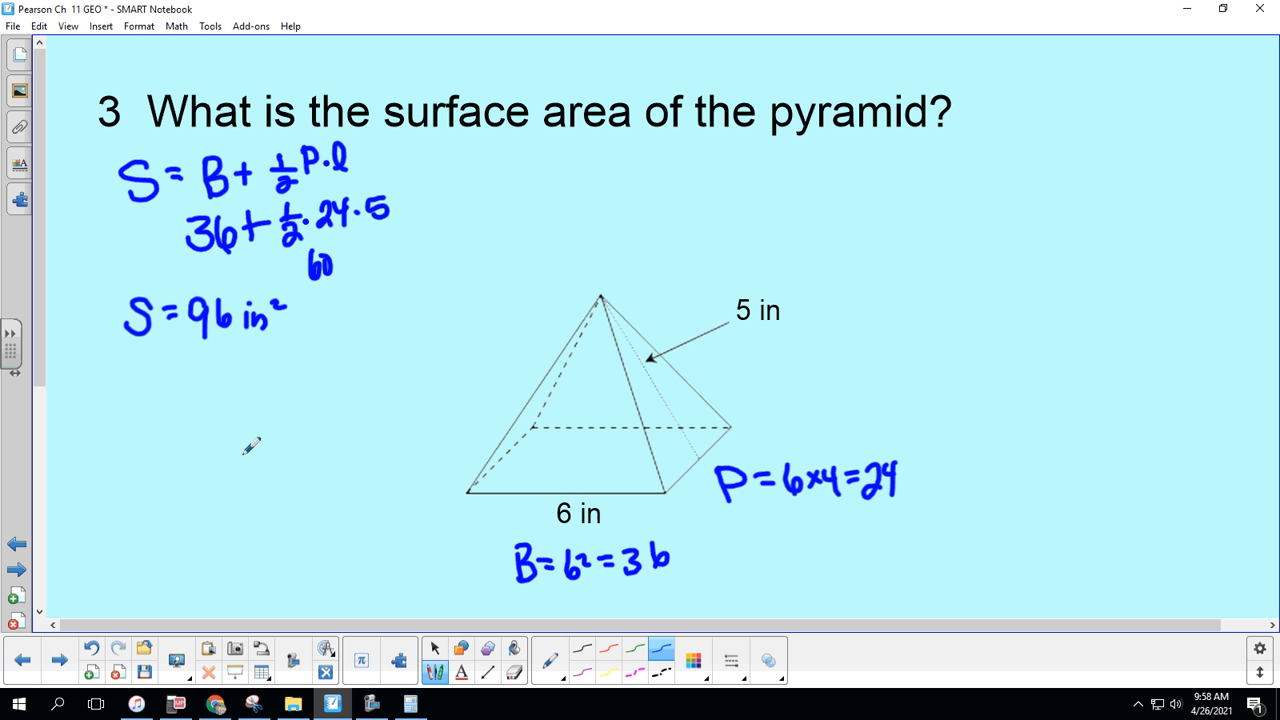 Pearson Ch 11 GEO * - SMART Notebook
File Edit View Insert Format Math Tools Add-ons Help
3 What is the surface area of the pyramid?
S = B + 1/2 P · l
36 + 1/2 · 24 · 5
60
S = 96 in²
5 in
P = 6 × 4 = 24
6 in
B = 6² = 36
9:58 AM
4/26/2021
1